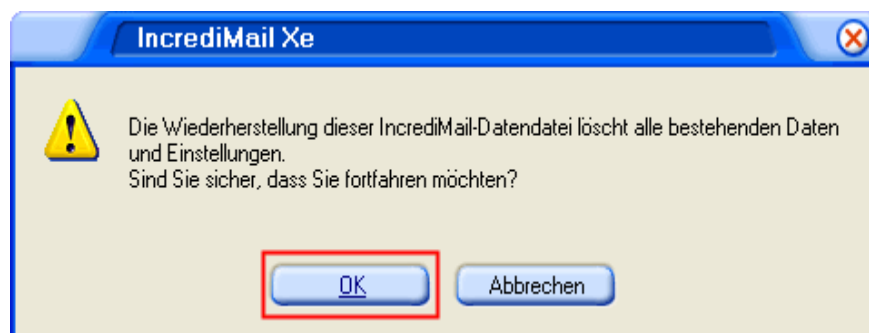 IncrediMail Xe
Die Wiederherstellung dieser IncrediMail-Datendatei löscht alle bestehenden Daten
und Einstellungen.
Sind Sie sicher, dass Sie fortfahren möchten?
OK
Abbrechen